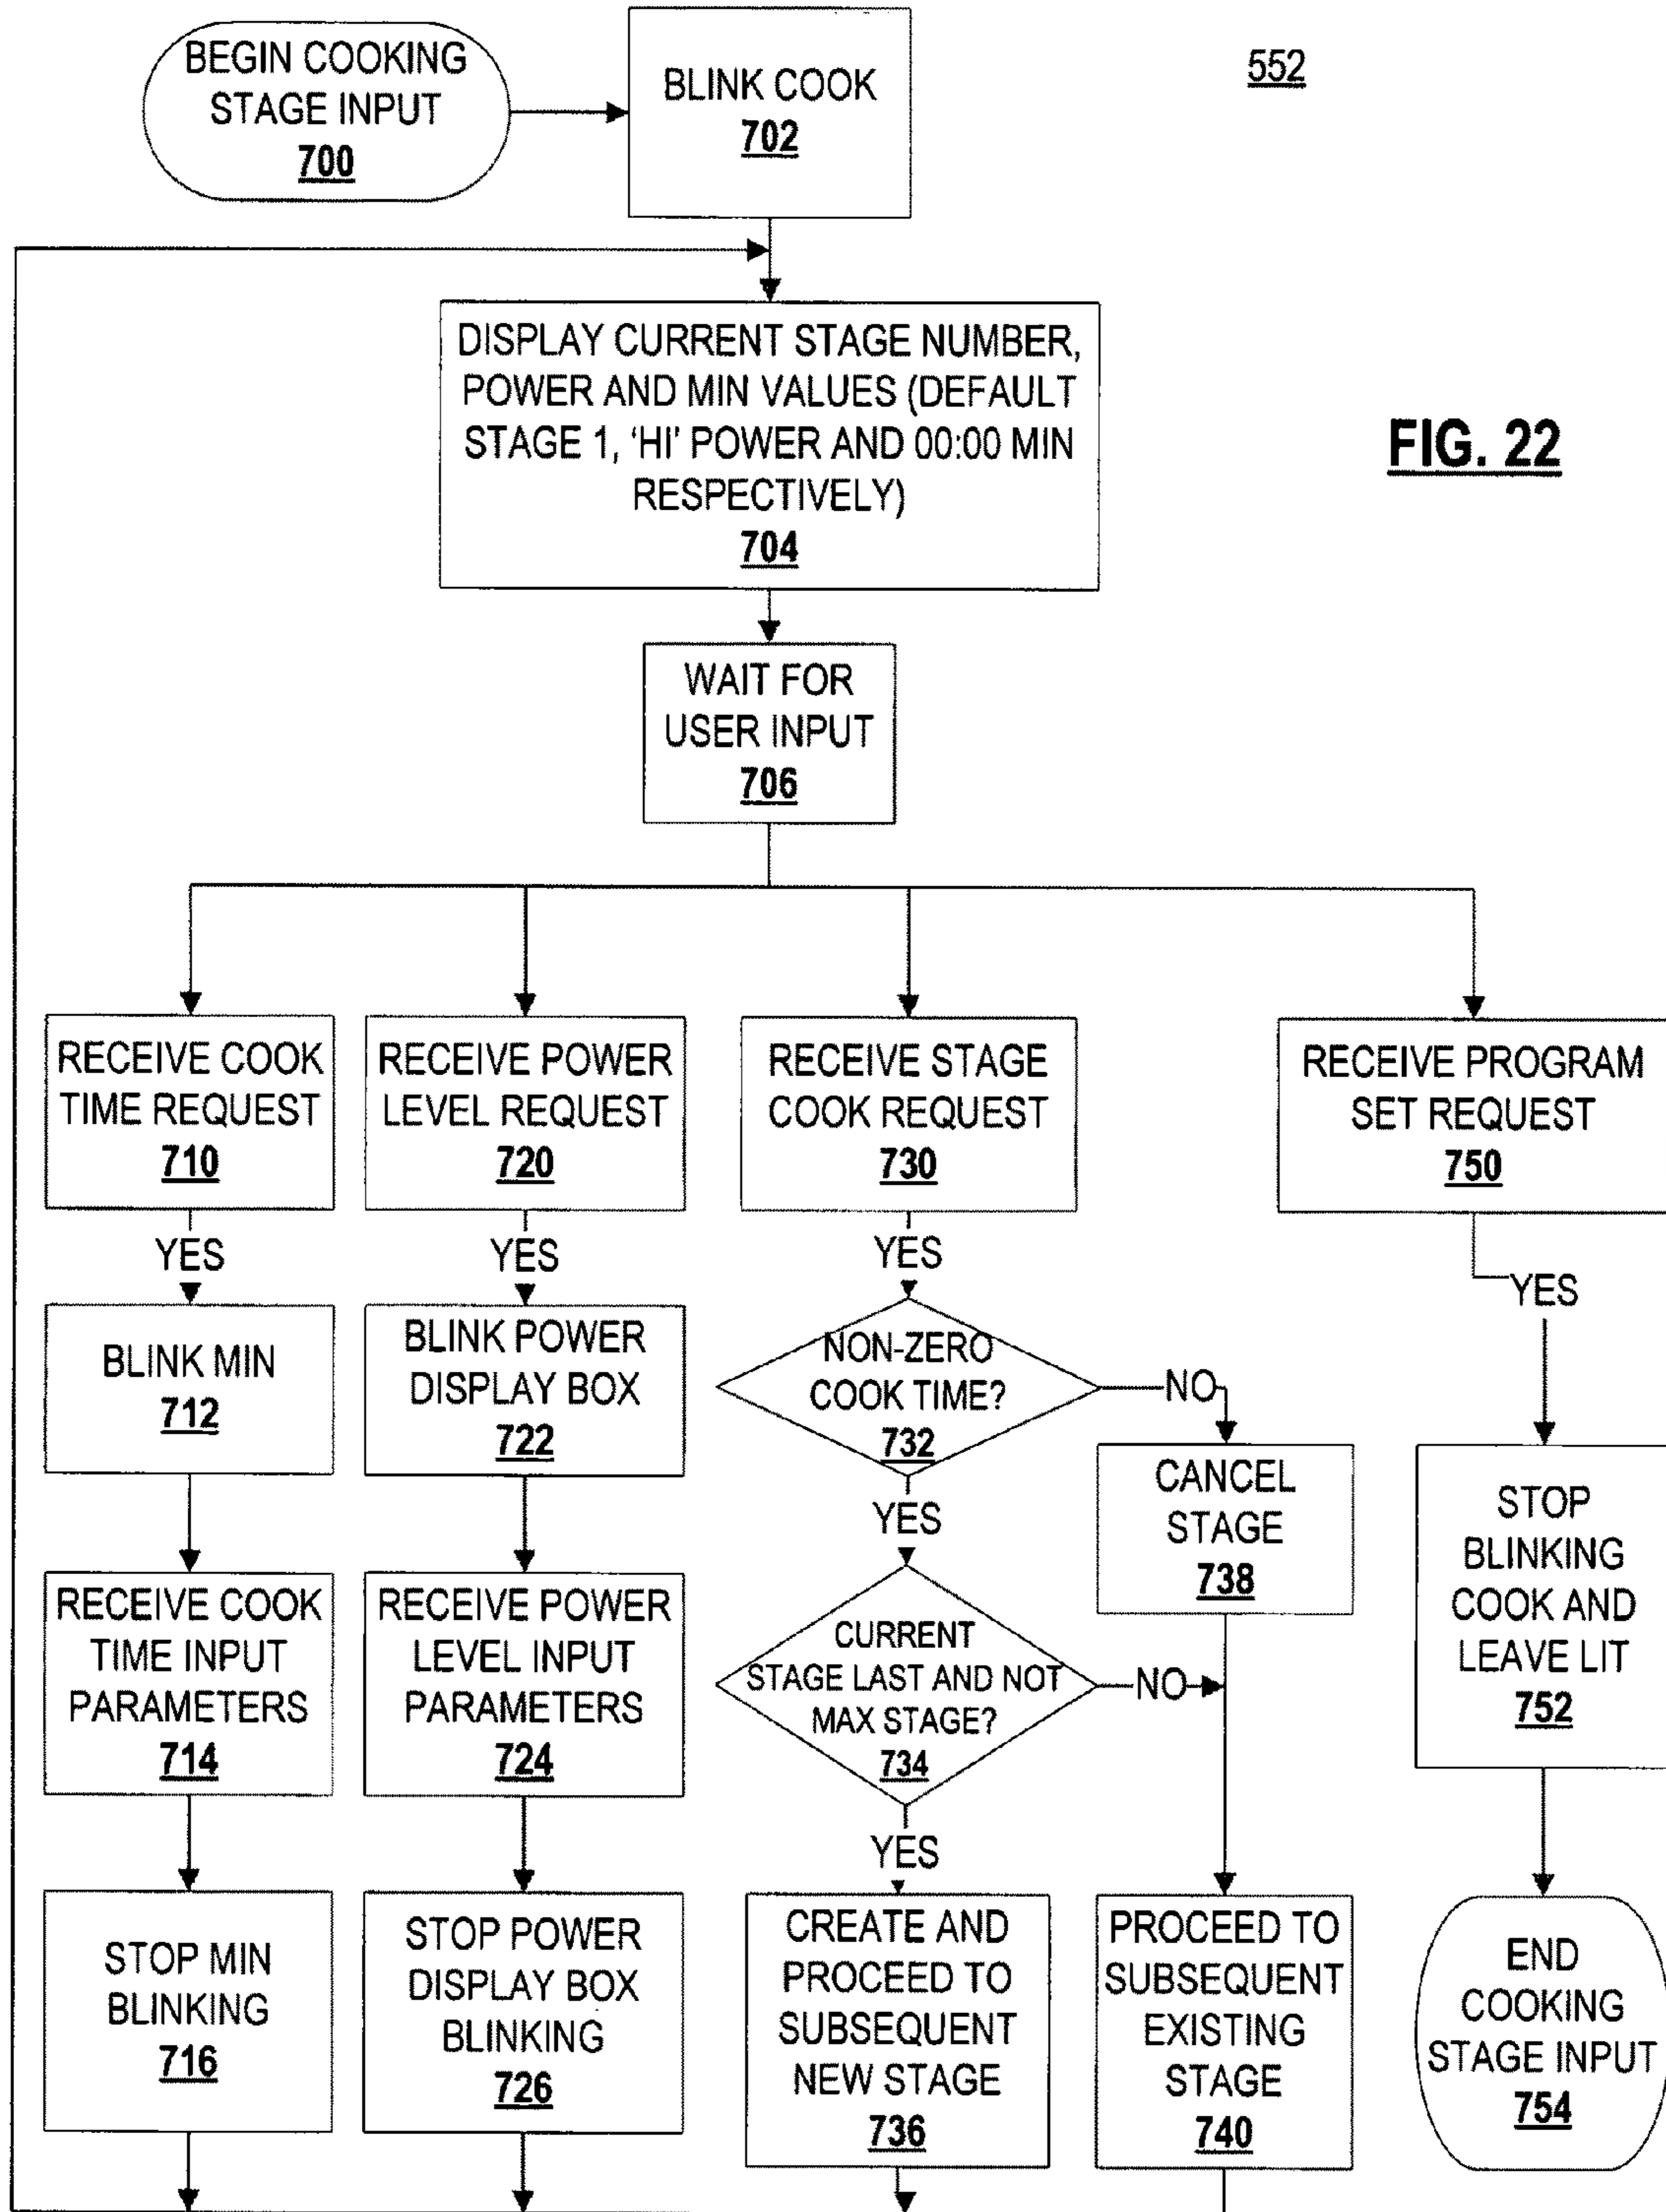 BEGIN COOKING
STAGE INPUT
700
BLINK COOK
702
552
DISPLAY CURRENT STAGE NUMBER,
POWER AND MIN VALUES (DEFAULT
STAGE 1, ‘HI’ POWER AND 00:00 MIN
RESPECTIVELY)
704
FIG. 22
WAIT FOR
USER INPUT
706
RECEIVE COOK
TIME REQUEST
710
YES
BLINK MIN
712
RECEIVE COOK
TIME INPUT
PARAMETERS
714
STOP MIN
BLINKING
716
RECEIVE POWER
LEVEL REQUEST
720
YES
BLINK POWER
DISPLAY BOX
722
RECEIVE POWER
LEVEL INPUT
PARAMETERS
724
STOP POWER
DISPLAY BOX
BLINKING
726
RECEIVE STAGE
COOK REQUEST
730
YES
NON-ZERO
COOK TIME?
732
NO
YES
CURRENT
STAGE LAST AND NOT
MAX STAGE?
734
NO
YES
CREATE AND
PROCEED TO
SUBSEQUENT
NEW STAGE
736
CANCEL
STAGE
738
PROCEED TO
SUBSEQUENT
EXISTING
STAGE
740
RECEIVE PROGRAM
SET REQUEST
750
YES
STOP
BLINKING
COOK AND
LEAVE LIT
752
END
COOKING
STAGE INPUT
754